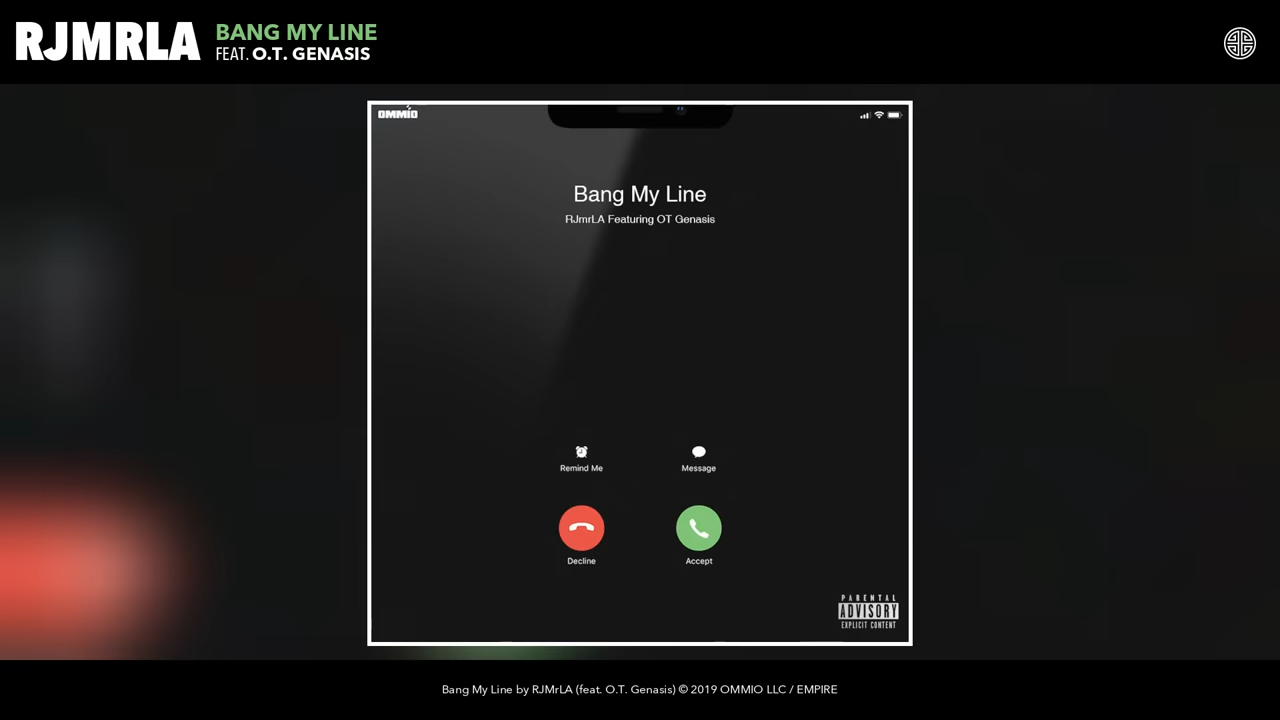 RJMRLA
BANG MY LINE
FEAT. O.T. GENASIS
OMMIO
Bang My Line
RJmrLA Featuring OT Genasis
Remind Me
Message
Decline
Accept
PARENTAL
ADVISORY
EXPLICIT CONTENT
Bang My Line by RJMrLA (feat. O.T. Genasis) © 2019 OMMIO LLC / EMPIRE